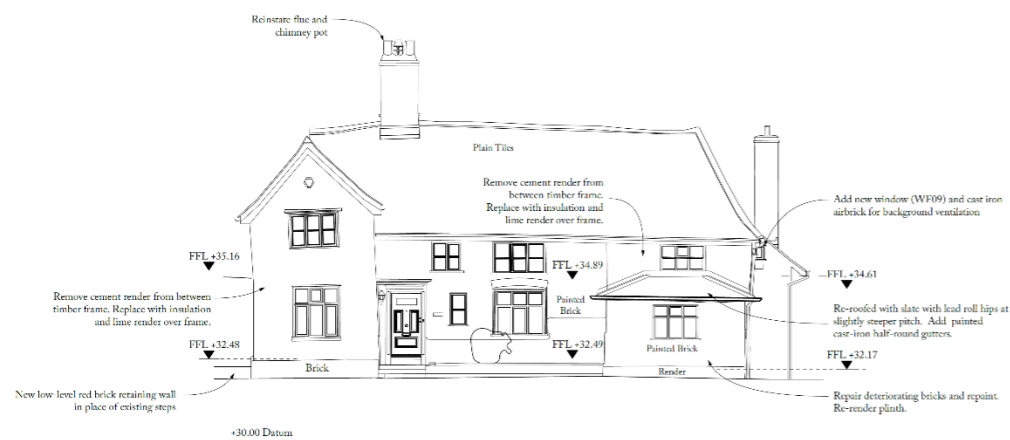 Reinstate flue and
chimney pot
Plain Tiles
Remove cement render from
between timber frame.
Replace with insulation and
lime render over frame.
Add new window (WF09) and cast iron
airbrick for background ventilation
FFL +35.16
FFL +34.89
FFL +34.61
Remove cement render from between
timber frame. Replace with insulation
and lime render over frame.
Painted
Brick
Re-roofed with slate with lead roll hips at
slightly steeper pitch. Add painted
cast-iron half-round gutters.
FFL +32.48
FFL +32.49
Painted Brick
FFL +32.17
Brick
Render
New low-level red brick retaining wall
in place of existing steps
Repair deteriorating bricks and repaint.
Re-render plinth.
+30.00 Datum